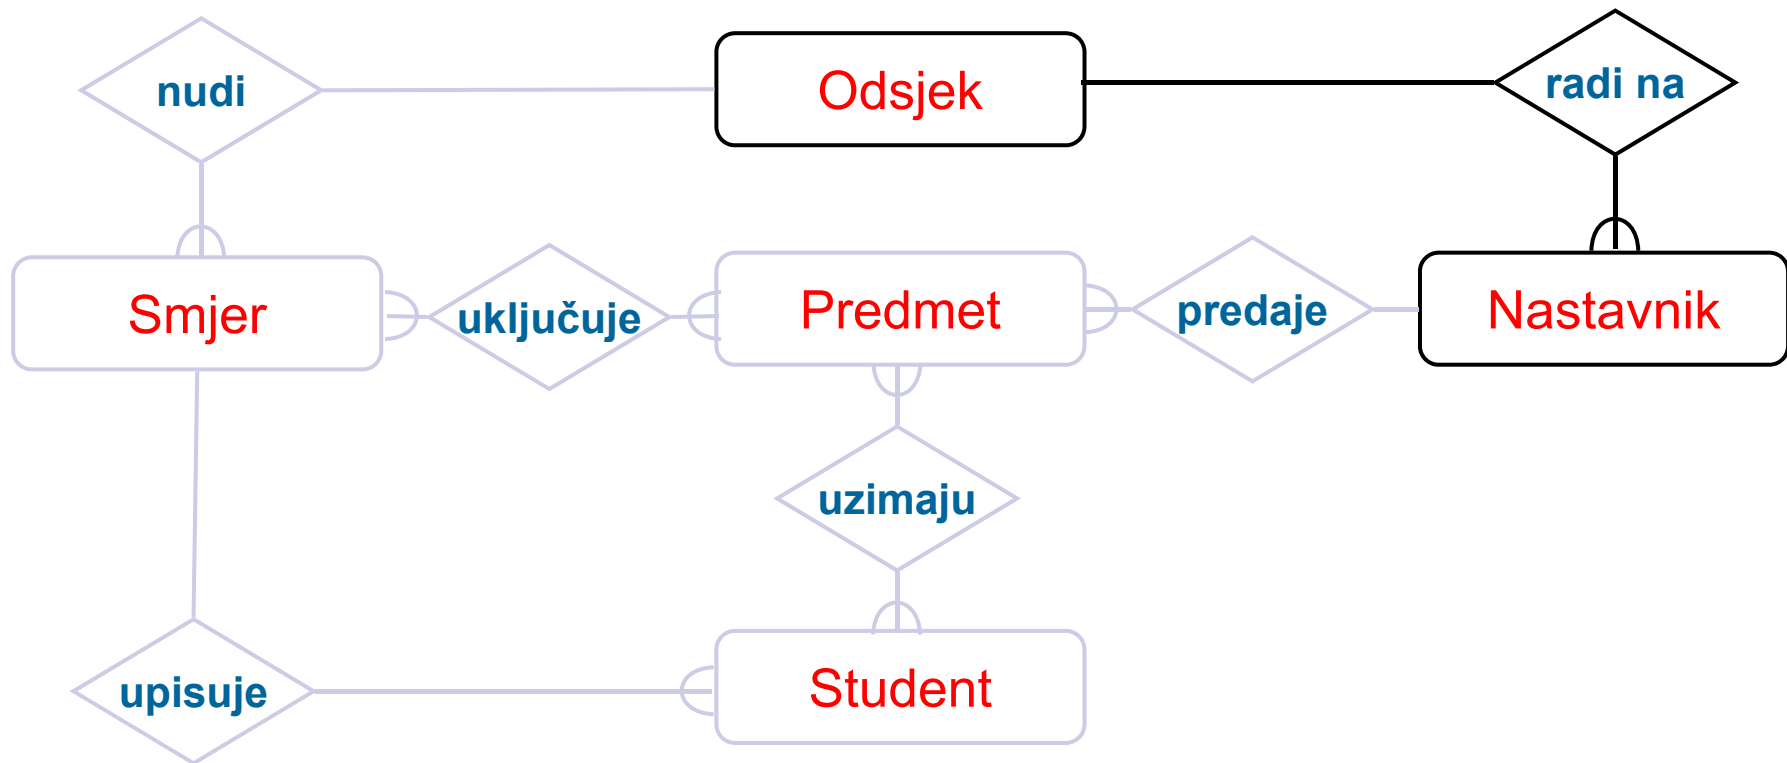 nudi
Odsjek
radi na
Smjer
uključuje
Predmet
predaje
Nastavnik
uzimaju
upisuje
Student